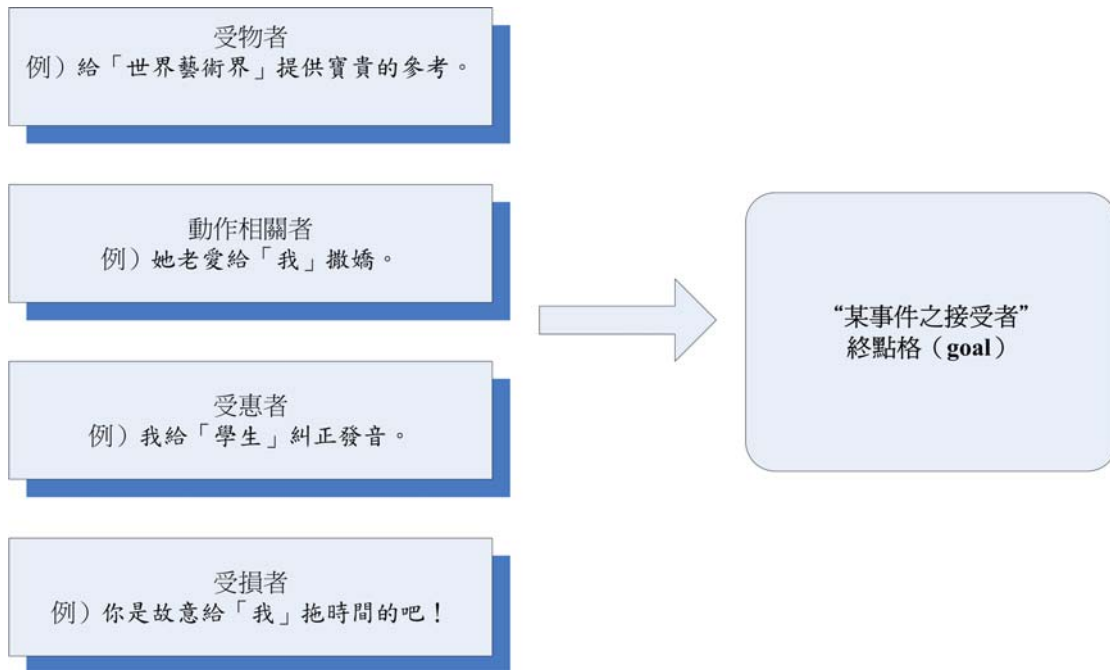 受物者
例）給「世界藝術界」提供寶貴的參考。
動作相關者
例）她老愛給「我」撒嬌。
受惠者
例）我給「學生」糾正發音。
受損者
例）你是故意給「我」拖時間的吧！
“某事件之接受者”
終點格（goal）